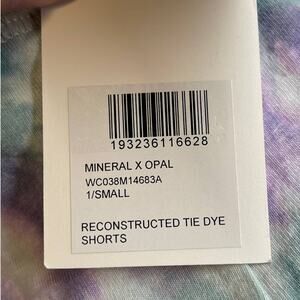 193236116628
MINERAL X OPAL
WC038M14683A
1/SMALL
RECONSTRUCTED TIE DYE
SHORTS